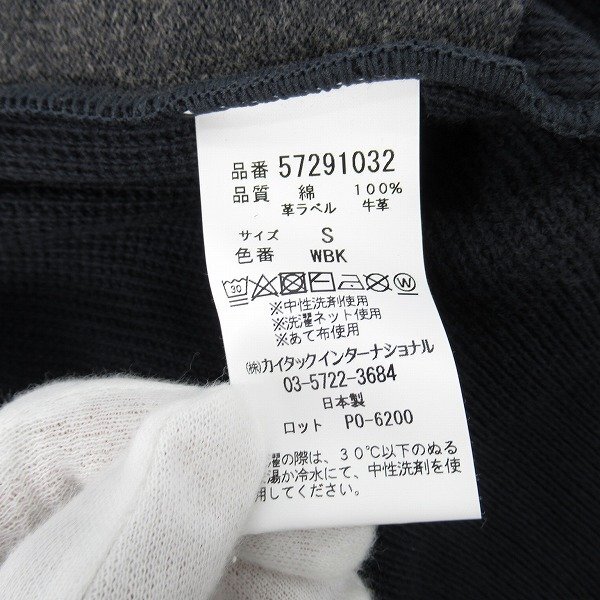 品番 57291032
品質 綿 100%
革ラベル 牛革
サイズ S
色番 WBK
30 W
※中性洗剤使用
※洗濯ネット使用
※あて布使用
㈱カイタックインターナショナル
03-5722-3684
日本製
ロット PO-6200
濯の際は、30℃以下のぬる
湯か冷水にて、中性洗剤を使
用してください。